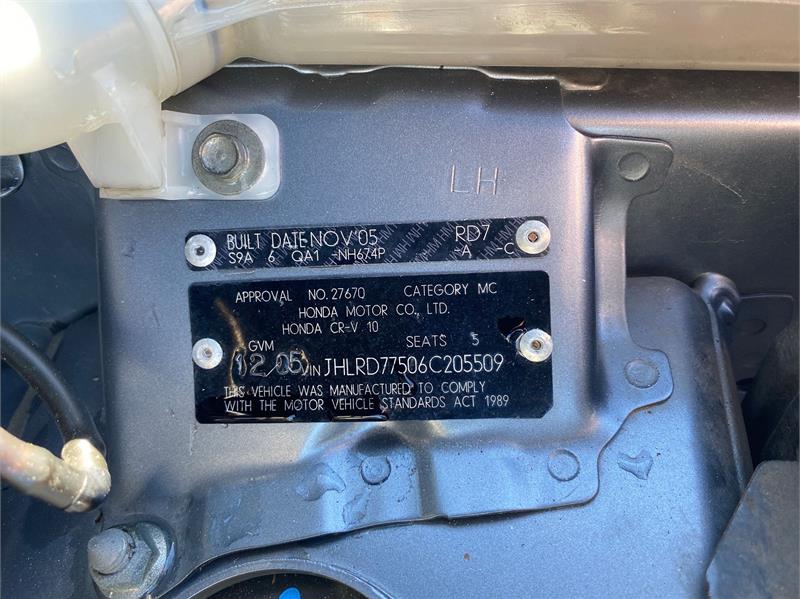 LH
BUILT DATE NOV'05 RD7
S9A 6 QA1 NH674P A C
APPROVAL NO. 27670 CATEGORY MC
HONDA MOTOR CO., LTD.
HONDA CR-V 10
GVM SEATS 5
12/05 VIN JHLRD77506C205509
THIS VEHICLE WAS MANUFACTURED TO COMPLY
WITH THE MOTOR VEHICLE STANDARDS ACT 1989